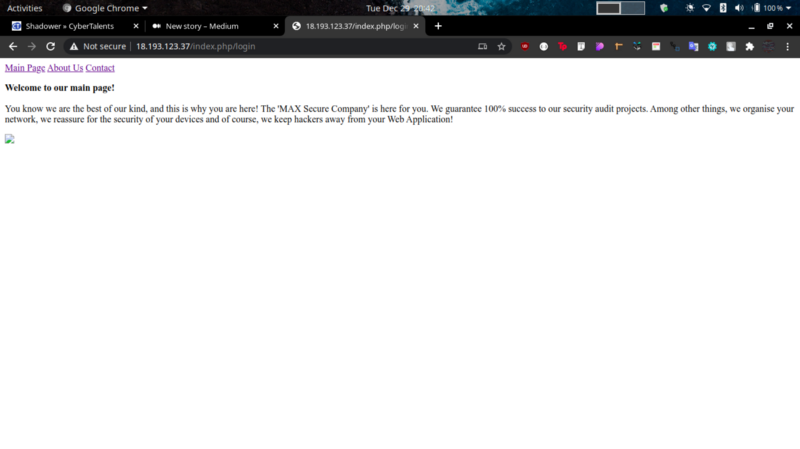 Activities Google Chrome Tue Dec 29 20:42 100%
Shadower » CyberTalents New story – Medium 18.193.123.37/index.php/log
Not secure 18.193.123.37/index.php/login
Main Page About Us Contact
Welcome to our main page!
You know we are the best of our kind, and this is why you are here! The 'MAX Secure Company' is here for you. We guarantee 100% success to our security audit projects. Among other things, we organise your
network, we reassure for the security of your devices and of course, we keep hackers away from your Web Application!